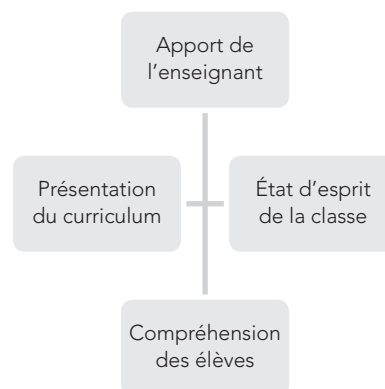 Apport de
l’enseignant
Présentation
du curriculum
État d’esprit
de la classe
Compréhension
des élèves